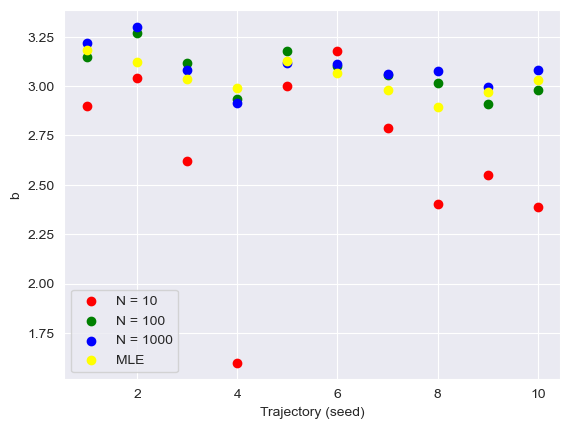 3.25
3.00
2.75
2.50
2.25
2.00
1.75
b
N = 10
N = 100
N = 1000
MLE
2 4 6 8 10
Trajectory (seed)